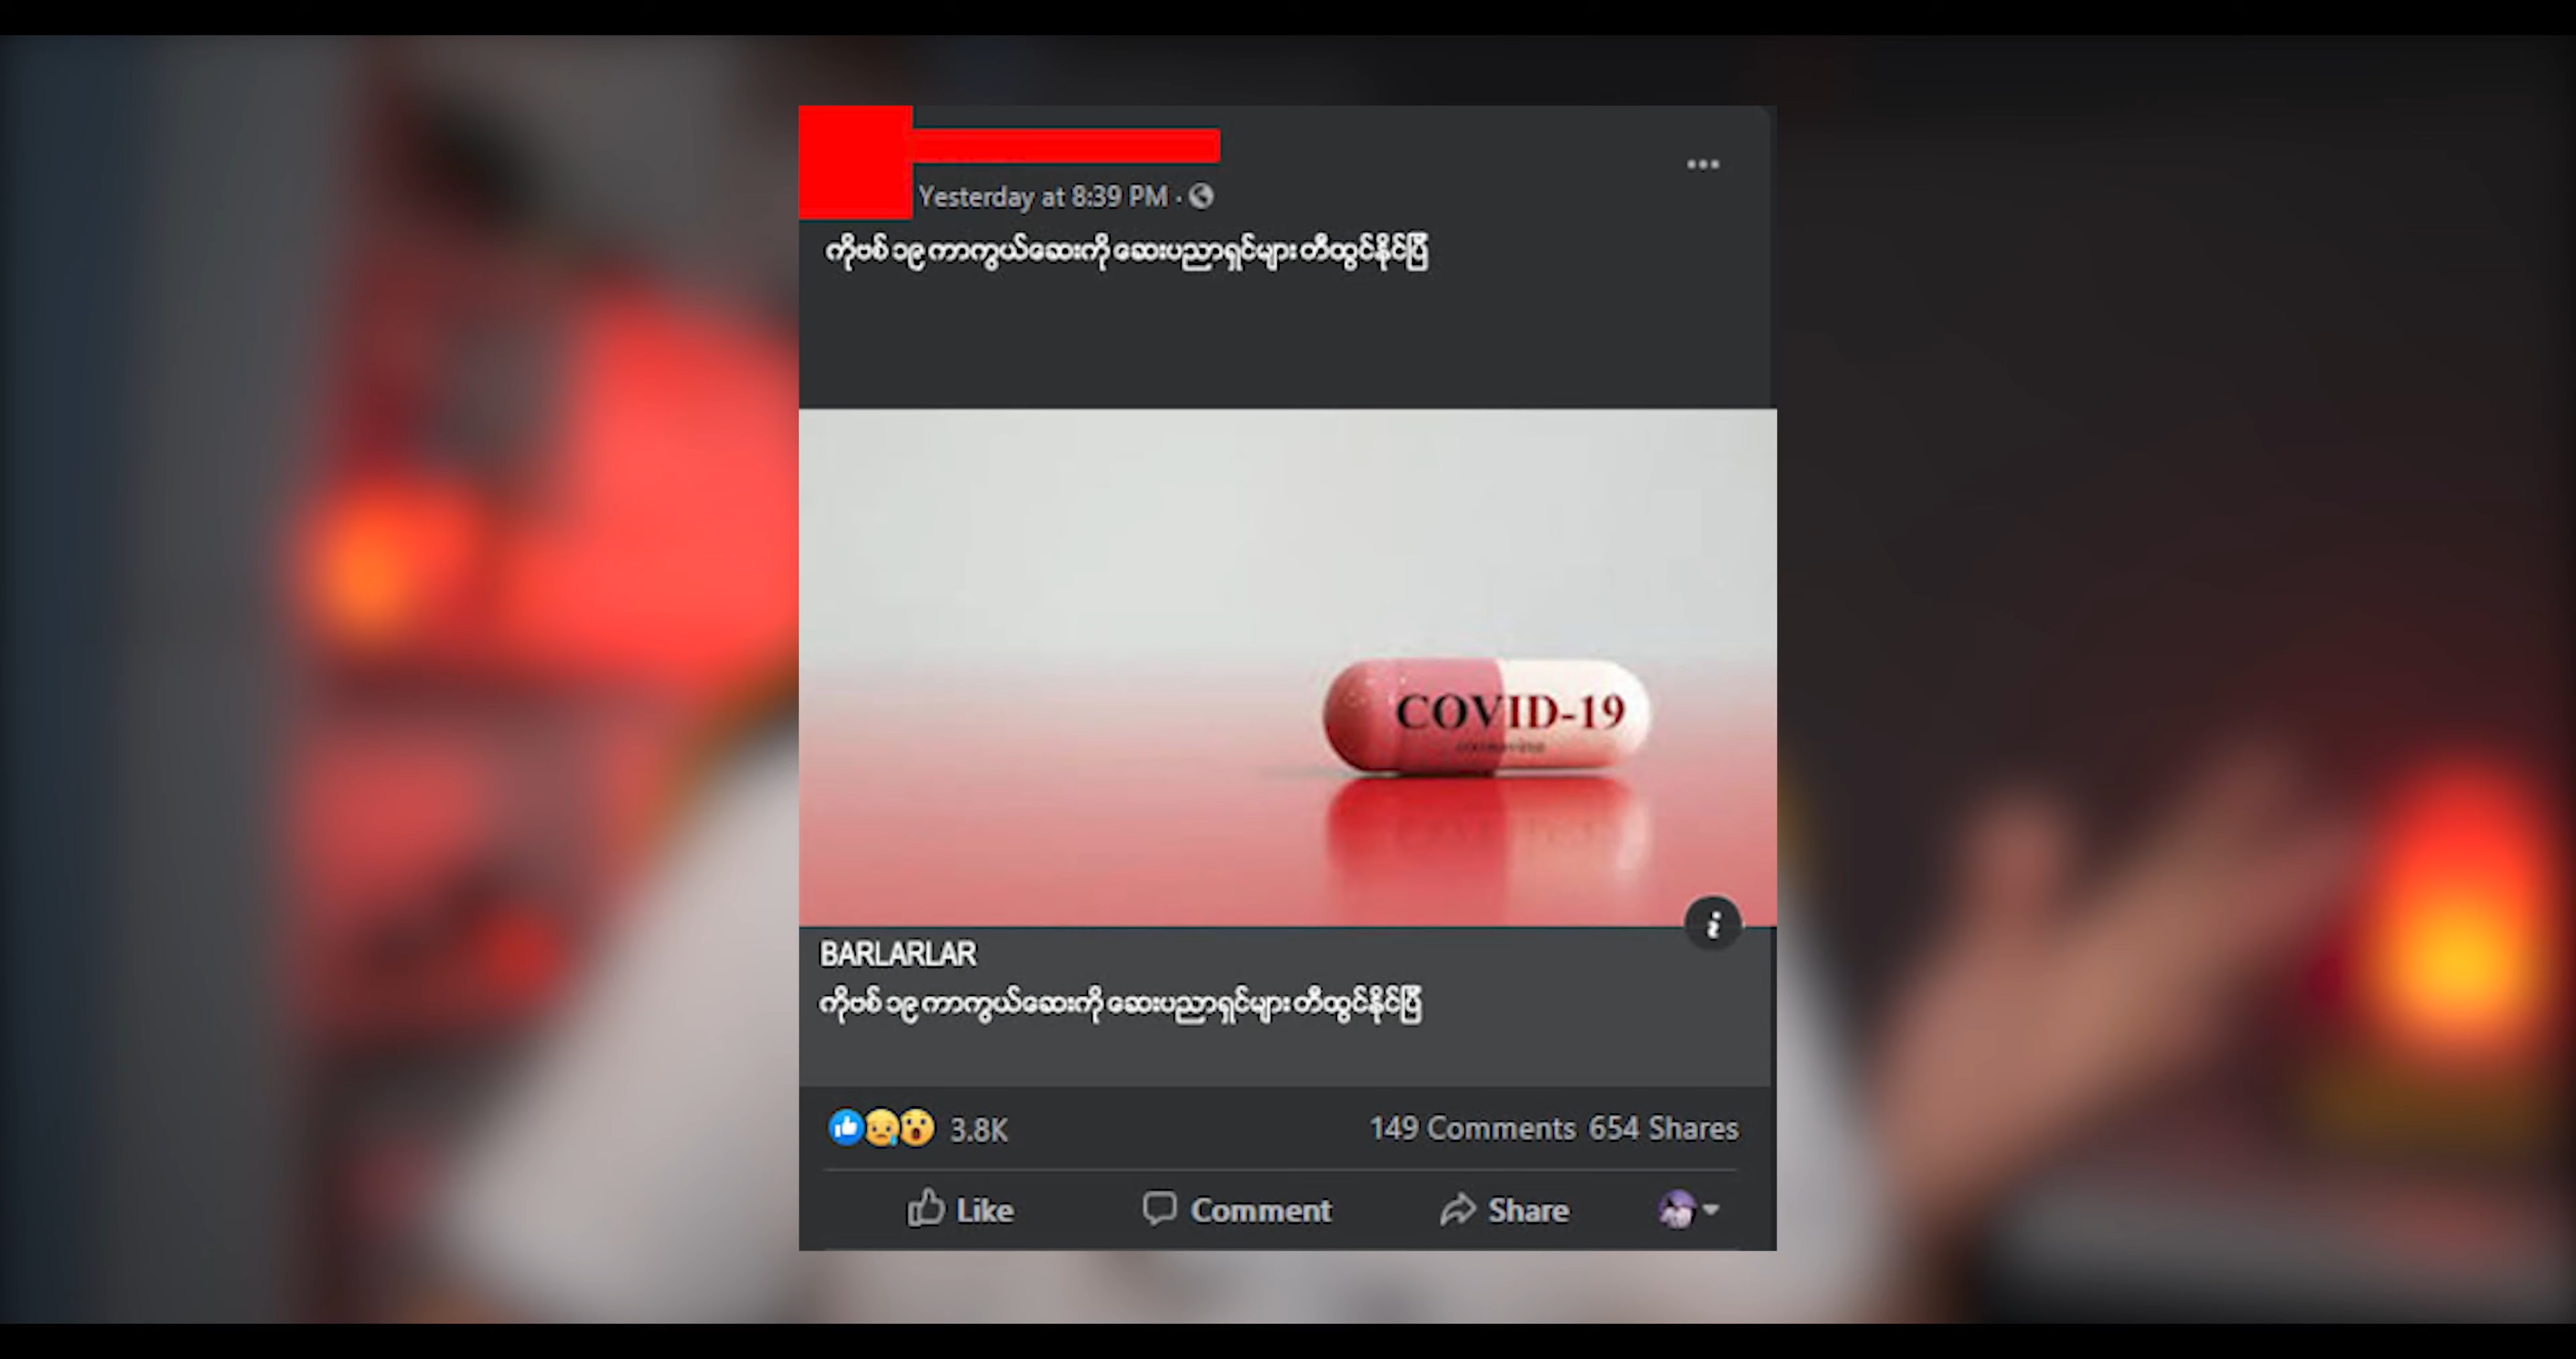 Yesterday at 8:39 PM ·
ကိုဗစ် ၁၉ ကာကွယ်ဆေးကို ဆေးပညာရှင်များ တီထွင်နိုင်ပြီ
COVID-19
i
BARLARLAR
ကိုဗစ် ၁၉ ကာကွယ်ဆေးကို ဆေးပညာရှင်များ တီထွင်နိုင်ပြီ
3.8K 149 Comments 654 Shares
Like Comment Share